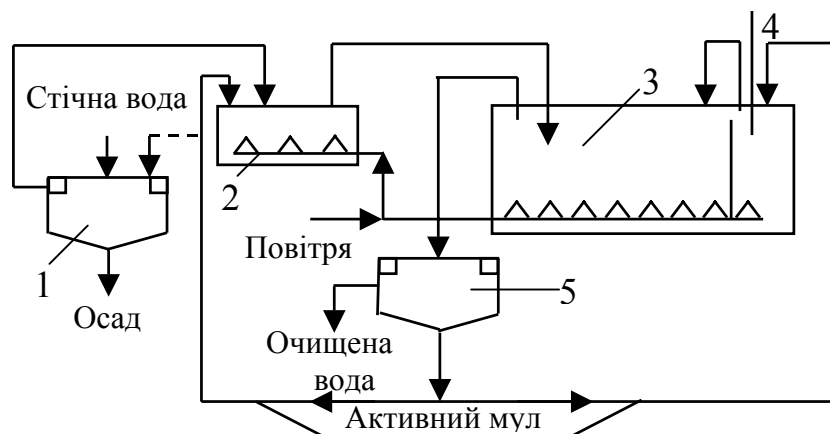 4
3
Стічна вода
2
Повітря
1
5
Осад
Очищена
вода
Активний мул